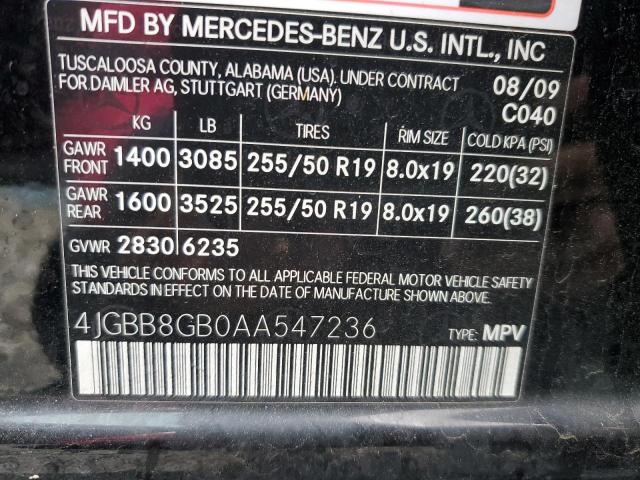 MFD BY MERCEDES-BENZ U.S. INTL., INC
TUSCALOOSA COUNTY, ALABAMA (USA). UNDER CONTRACT 08/09
FOR DAIMLER AG, STUTTGART (GERMANY) C040
KG LB TIRES RIM SIZE COLD KPA (PSI)
GAWR FRONT 1400 3085 255/50 R19 8.0x19 220(32)
GAWR REAR 1600 3525 255/50 R19 8.0x19 260(38)
GVWR 2830 6235
THIS VEHICLE CONFORMS TO ALL APPLICABLE FEDERAL MOTOR VEHICLE SAFETY
STANDARDS IN EFFECT ON THE DATE OF MANUFACTURE SHOWN ABOVE.
4JGBB8GB0AA547236 TYPE: MPV